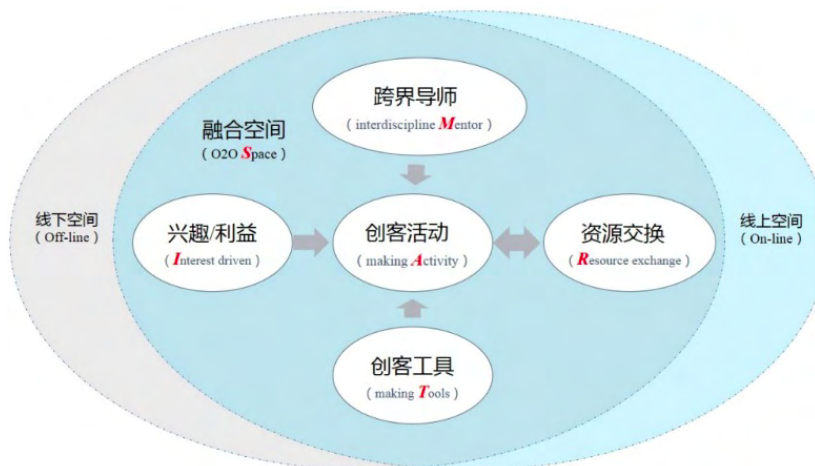 跨界导师
( interdiscipline Mentor )
融合空间
( O2O Space )
线下空间
( Off-line )
兴趣/利益
( Interest driven )
创客活动
( making Activity )
资源交换
( Resource exchange )
线上空间
( On-line )
创客工具
( making Tools )